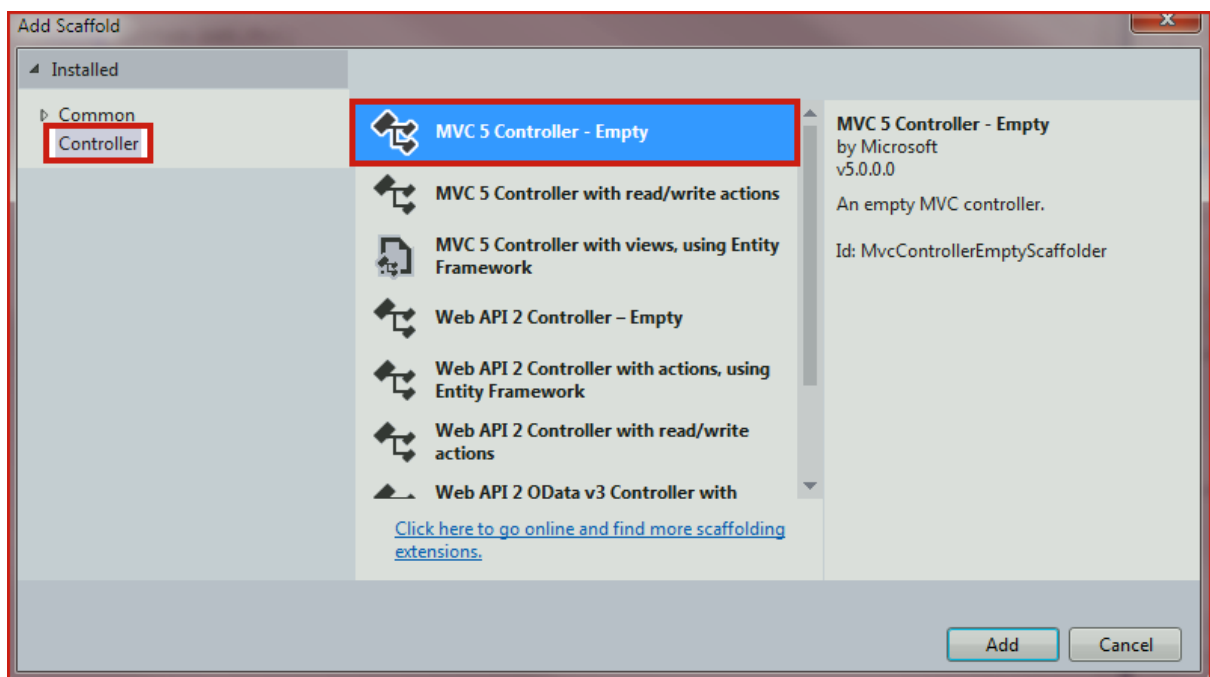 Add Scaffold
Installed
Common
Controller
MVC 5 Controller - Empty
MVC 5 Controller with read/write actions
MVC 5 Controller with views, using Entity
Framework
Web API 2 Controller – Empty
Web API 2 Controller with actions, using
Entity Framework
Web API 2 Controller with read/write
actions
Web API 2 OData v3 Controller with
Click here to go online and find more scaffolding
extensions.
MVC 5 Controller - Empty
by Microsoft
v5.0.0.0
An empty MVC controller.
Id: MvcControllerEmptyScaffolder
Add
Cancel